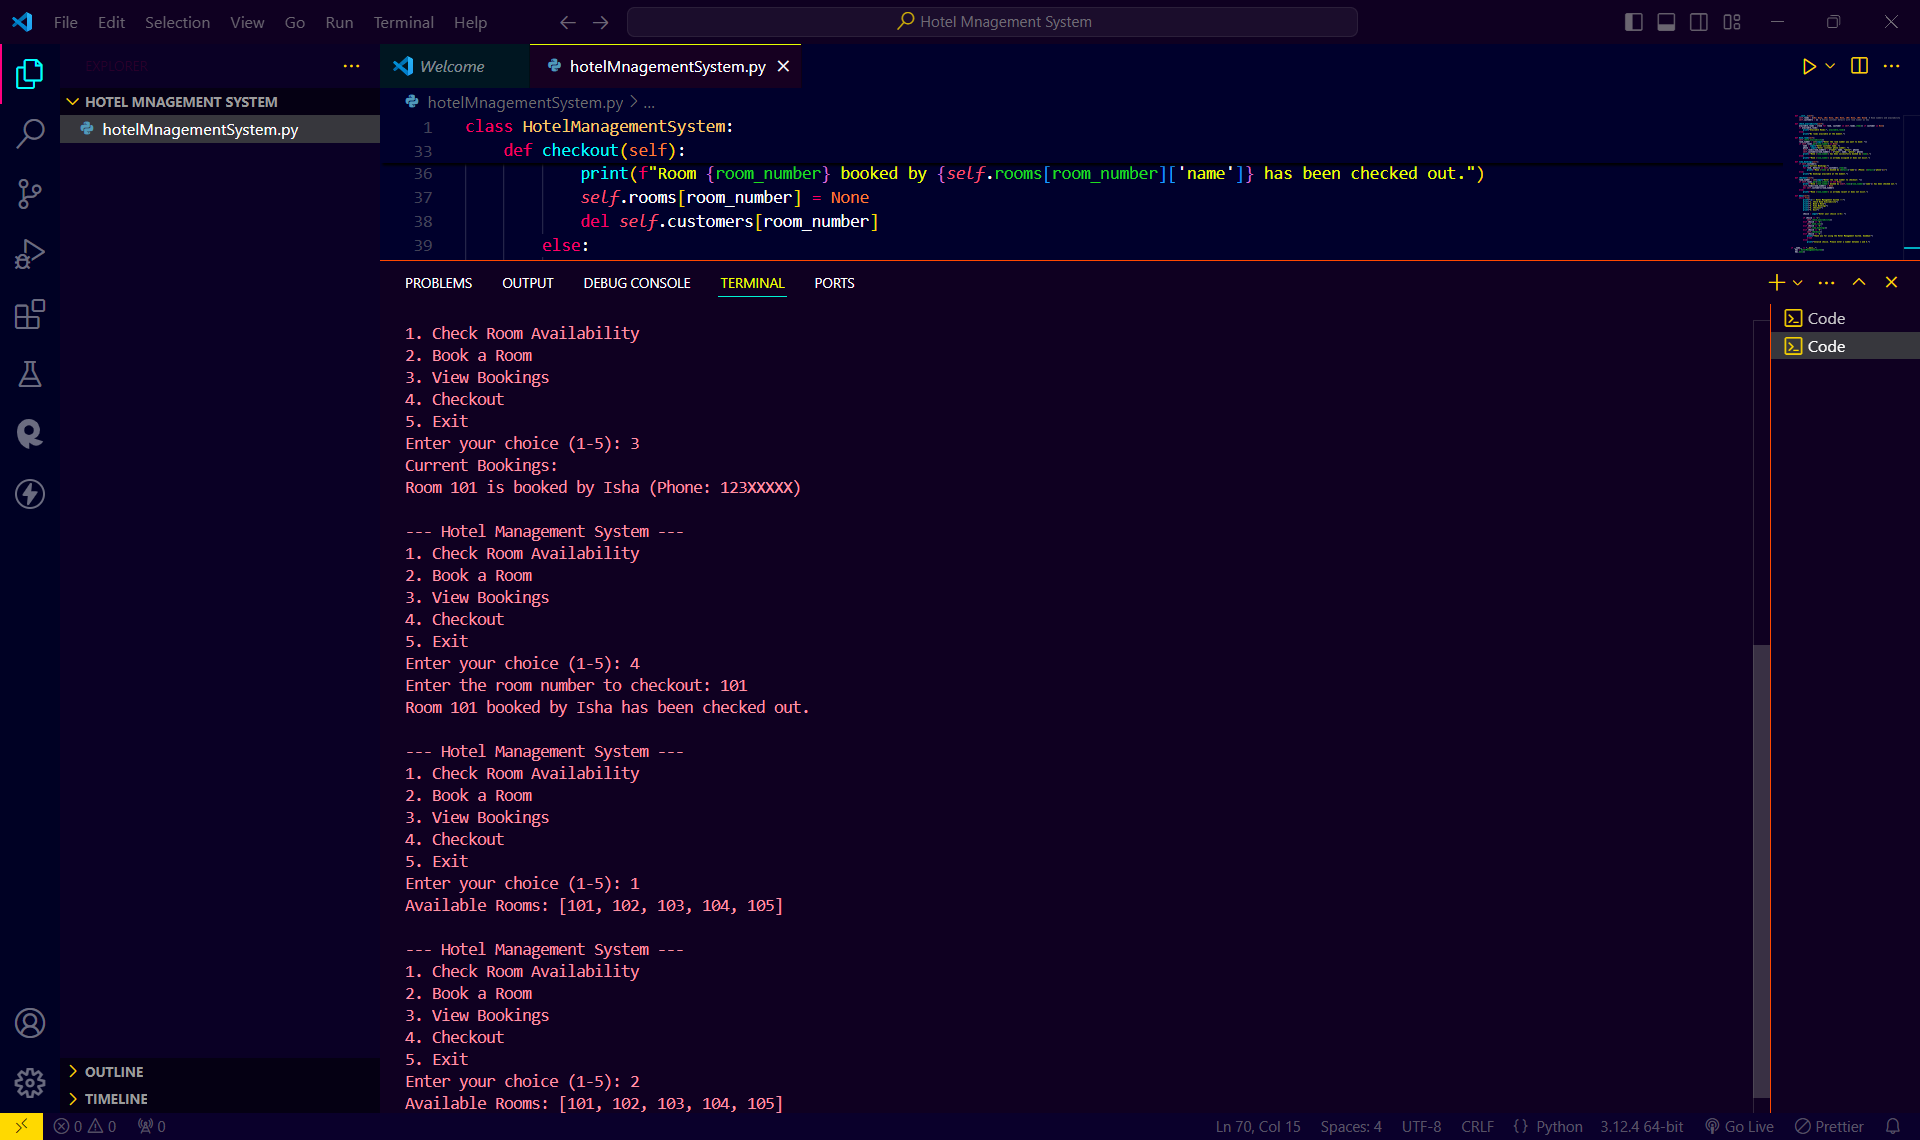 File Edit Selection View Go Run Terminal Help
Hotel Mnagement System
EXPLORER
HOTEL MNAGEMENT SYSTEM
hotelMnagementSystem.py
OUTLINE
TIMELINE
Welcome
hotelMnagementSystem.py
hotelMnagementSystem.py > ...
1 class HotelManagementSystem:
33 def checkout(self):
36 print(f"Room {room_number} booked by {self.rooms[room_number]['name']} has been checked out.")
37 self.rooms[room_number] = None
38 del self.customers[room_number]
39 else:
PROBLEMS OUTPUT DEBUG CONSOLE TERMINAL PORTS
1. Check Room Availability
2. Book a Room
3. View Bookings
4. Checkout
5. Exit
Enter your choice (1-5): 3
Current Bookings:
Room 101 is booked by Isha (Phone: 123XXXXX)
--- Hotel Management System ---
1. Check Room Availability
2. Book a Room
3. View Bookings
4. Checkout
5. Exit
Enter your choice (1-5): 4
Enter the room number to checkout: 101
Room 101 booked by Isha has been checked out.
--- Hotel Management System ---
1. Check Room Availability
2. Book a Room
3. View Bookings
4. Checkout
5. Exit
Enter your choice (1-5): 1
Available Rooms: [101, 102, 103, 104, 105]
--- Hotel Management System ---
1. Check Room Availability
2. Book a Room
3. View Bookings
4. Checkout
5. Exit
Enter your choice (1-5): 2
Available Rooms: [101, 102, 103, 104, 105]
Code
Code
0 0 0
Ln 70, Col 15 Spaces: 4 UTF-8 CRLF {} Python 3.12.4 64-bit Go Live Prettier